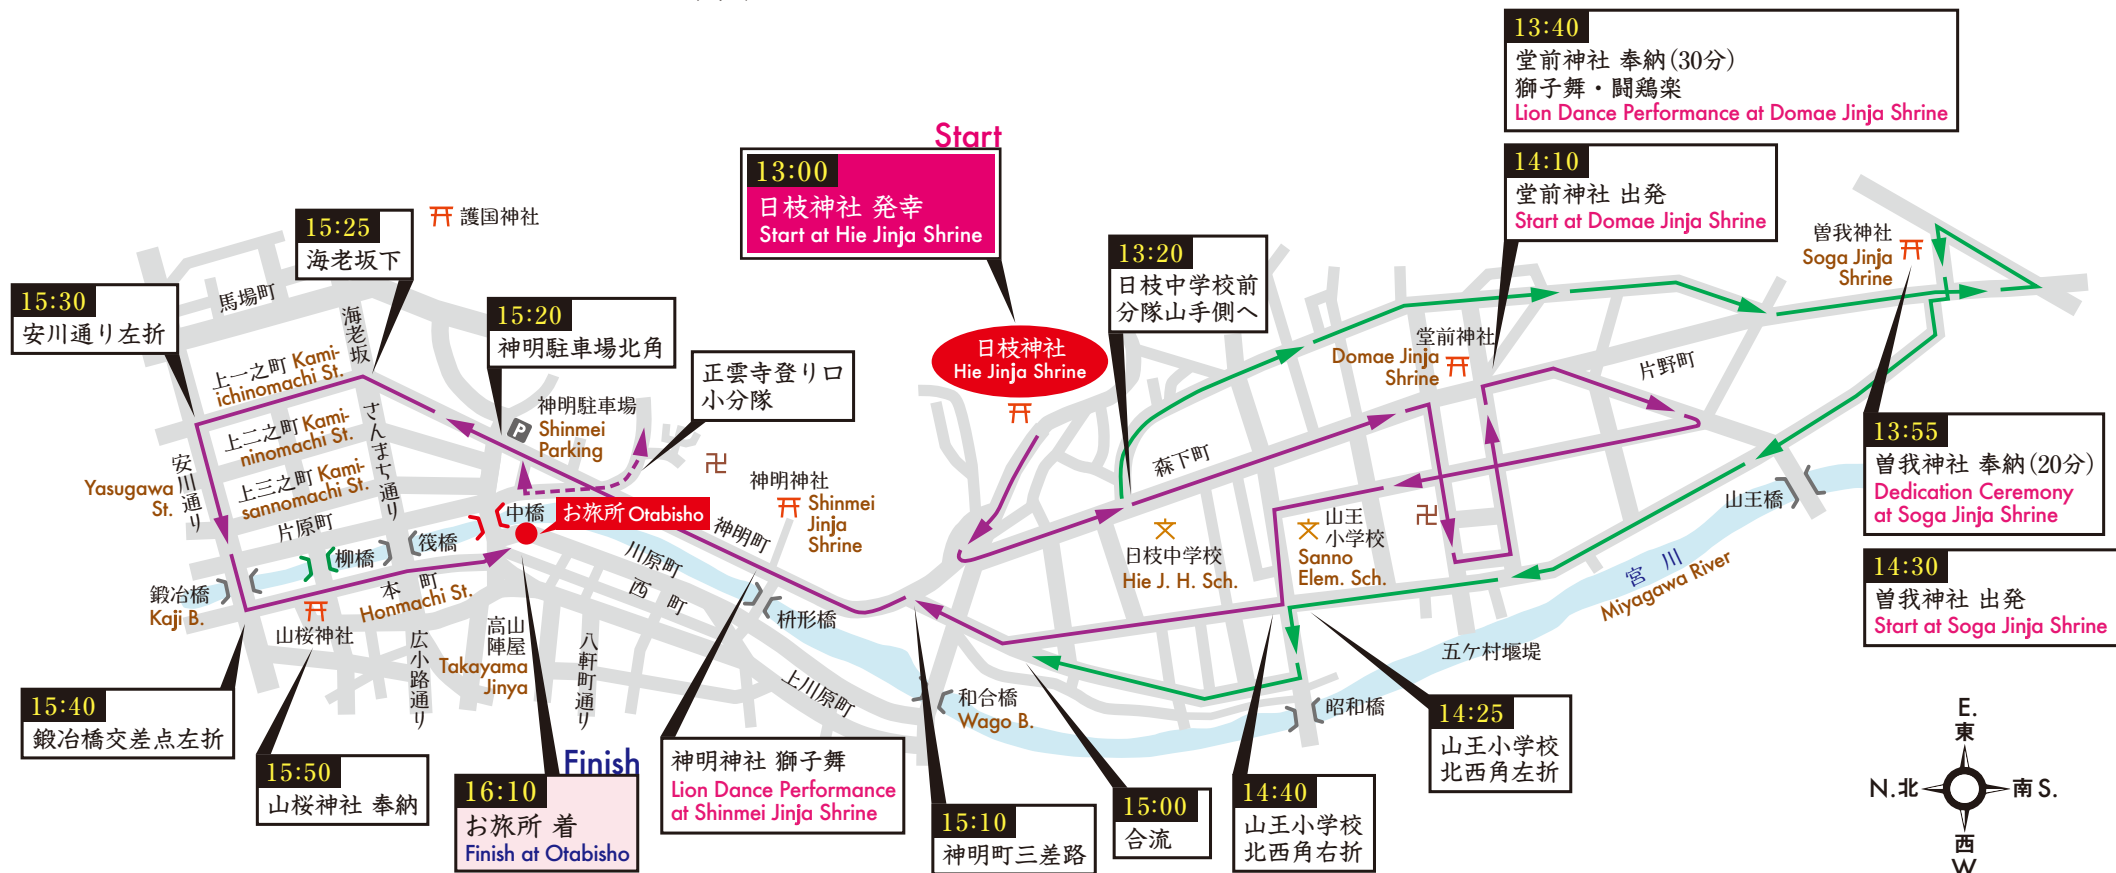 13:40
堂前神社 奉納(30分)
獅子舞・闘鶏楽
Lion Dance Performance at Domae Jinja Shrine
Start
13:00
日枝神社 発幸
Start at Hie Jinja Shrine
14:10
堂前神社 出発
Start at Domae Jinja Shrine
15:25
海老坂下
護国神社
13:20
日枝中学校前
分隊山手側へ
曽我神社
Soga Jinja
Shrine
15:30
安川通り左折
馬場町
海老坂
15:20
神明駐車場北角
正雲寺登り口
小分隊
日枝神社
Hie Jinja Shrine
堂前神社
Domae Jinja
Shrine
片野町
上一之町 Kami-
ichinomachi St.
上二之町 Kami-
ninomachi St.
上三之町 Kami-
sannomachi St.
さんまち通り
神明駐車場
Shinmei
Parking
P
13:55
曽我神社 奉納(20分)
Dedication Ceremony
at Soga Jinja Shrine
安川通り
Yasugawa
St.
片原町
中橋
お旅所 Otabisho
神明町
神明神社
Shinmei
Jinja
Shrine
森下町
日枝中学校
Hie J. H. Sch.
山王
小学校
Sanno
Elem. Sch.
山王橋
14:30
曽我神社 出発
Start at Soga Jinja Shrine
鍛冶橋
Kaji B.
柳橋
筏橋
本町
Honmachi St.
山桜神社
広小路通り
高山
陣屋
Takayama
Jinya
八軒町通り
川原町
西町
枡形橋
上川原町
和合橋
Wago B.
昭和橋
五ケ村堰堤
宮川
Miyagawa River
15:40
鍛冶橋交差点左折
15:50
山桜神社 奉納
Finish
16:10
お旅所 着
Finish at Otabisho
神明神社 獅子舞
Lion Dance Performance
at Shinmei Jinja Shrine
15:10
神明町三差路
15:00
合流
14:40
山王小学校
北西角右折
14:25
山王小学校
北西角左折
E.
東
N.北
南 S.
西
W